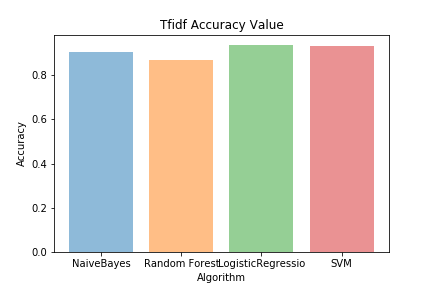 Tfidf Accuracy Value
Accuracy
0.8
0.6
0.4
0.2
0.0
NaiveBayes Random Forest LogisticRegressio SVM
Algorithm